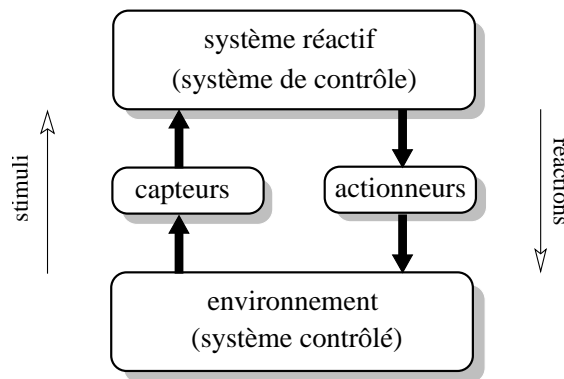 système réactif
(système de contrôle)
stimuli
capteurs
actionneurs
réactions
environnement
(système contrôlé)